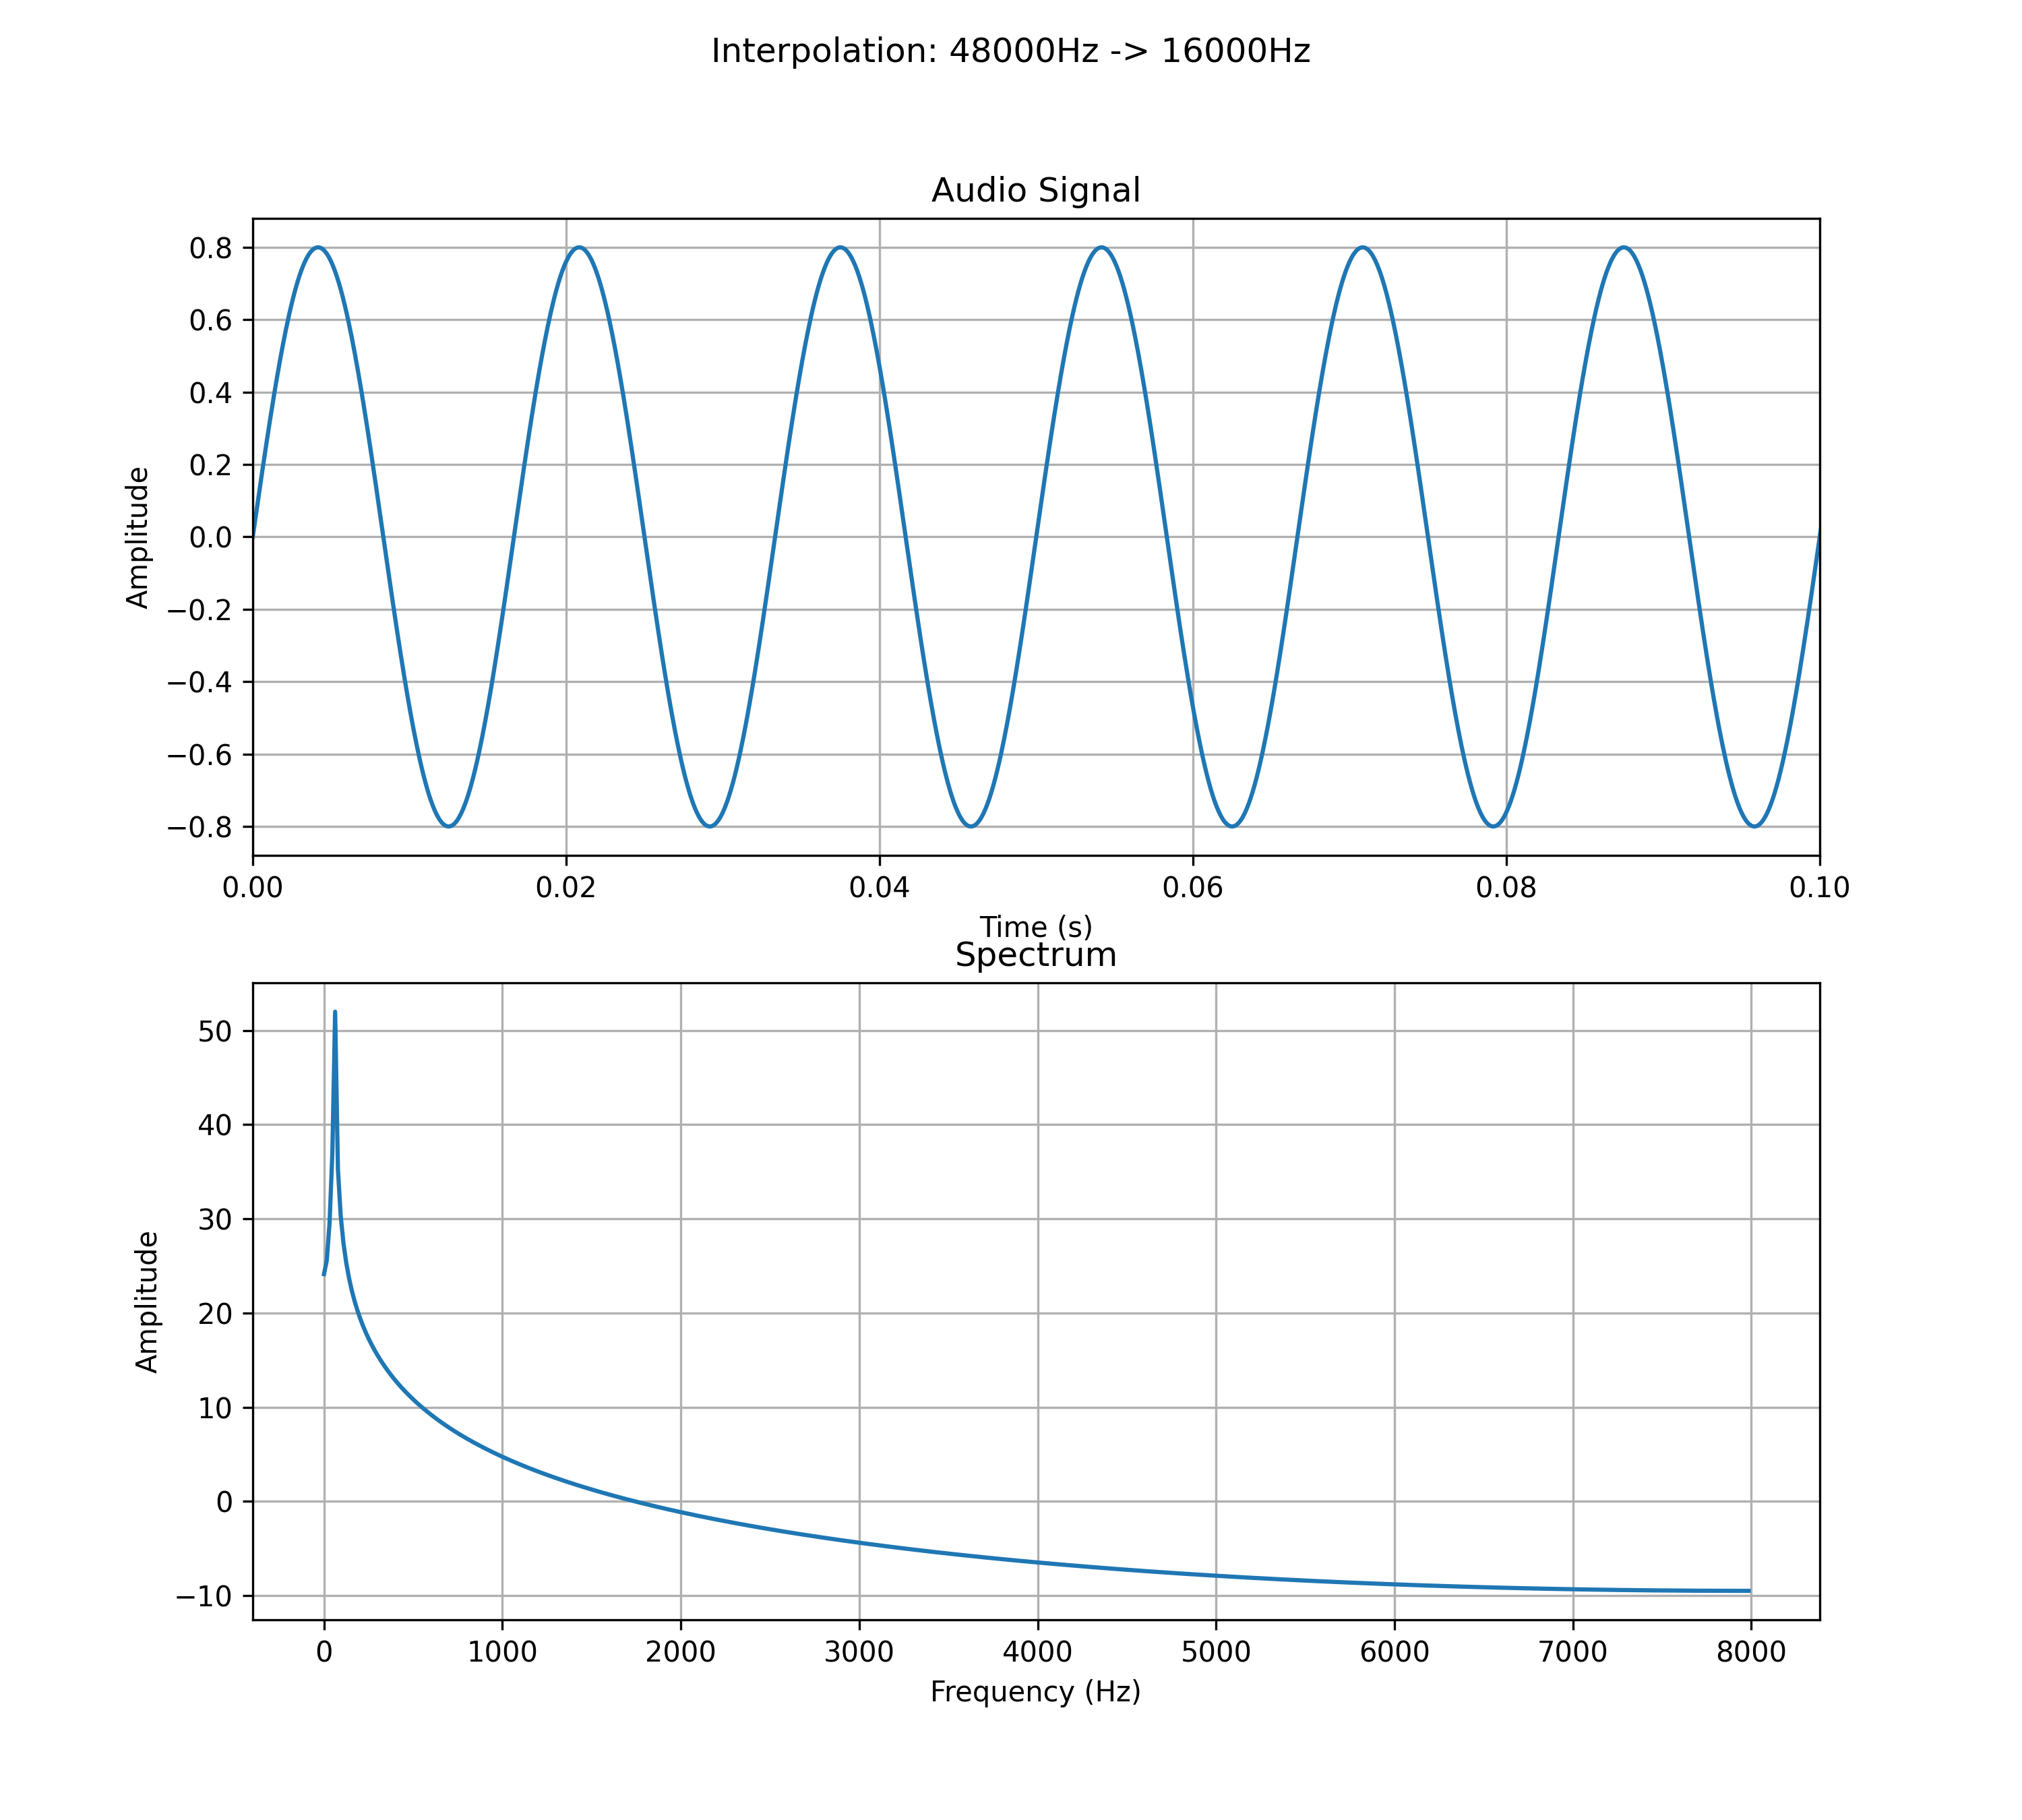 Interpolation: 48000Hz -> 16000Hz
Audio Signal
Amplitude
0.8
0.6
0.4
0.2
0.0
−0.2
−0.4
−0.6
−0.8
0.00 0.02 0.04 0.06 0.08 0.10
Time (s)
Spectrum
Amplitude
50
40
30
20
10
0
−10
0 1000 2000 3000 4000 5000 6000 7000 8000
Frequency (Hz)